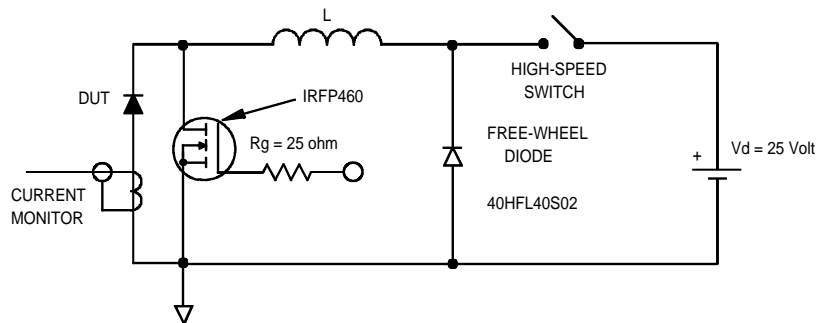 L
HIGH-SPEED
SWITCH
DUT
IRFP460
Rg = 25 ohm
FREE-WHEEL
DIODE
+
Vd = 25 Volt
40HFL40S02
CURRENT
MONITOR